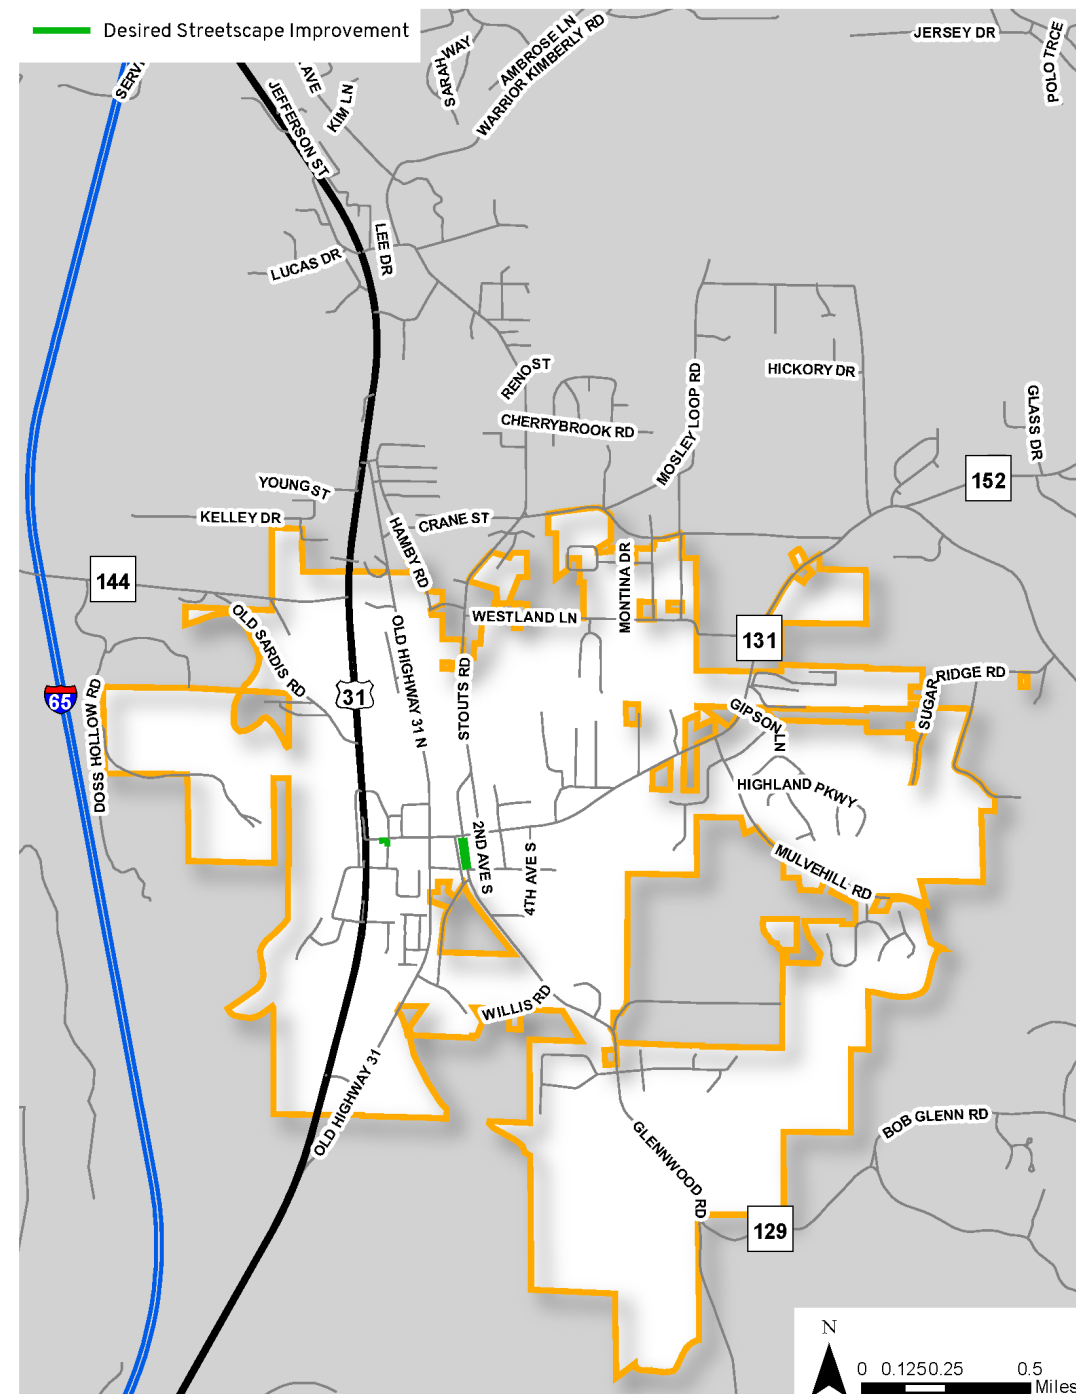 Desired Streetscape Improvement
JERSEY DR
POLO TRCE
AMBROSE LN
WARRIOR KIMBERLY RD
SARAH WAY
AVE
KIM LN
JEFFERSON ST
LEE DR
LUCAS DR
RENO ST
CHERRYBROOK RD
MOSLEY LOOP RD
HICKORY DR
GLASS DR
152
YOUNG ST
KELLEY DR
CRANE ST
HAMBY RD
144
WESTLAND LN
MONTINA DR
131
OLD SARDIS RD
OLD HIGHWAY 31 N
STOUTS RD
31
65
DOSS HOLLOW RD
SUGAR RIDGE RD
GIPSON LN
HIGHLAND PKWY
2ND AVE S
4TH AVE S
MULVEHILL RD
WILLIS RD
OLD HIGHWAY 31
GLENNWOOD RD
BOB GLENN RD
129
N
0 0.125 0.25 0.5
Miles